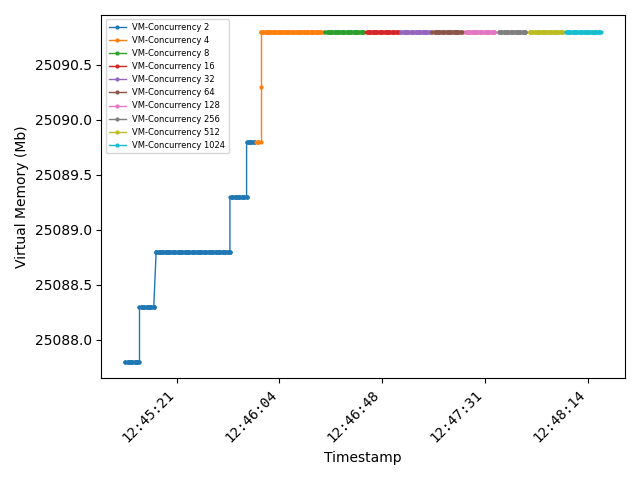 VM-Concurrency 2
VM-Concurrency 4
VM-Concurrency 8
VM-Concurrency 16
VM-Concurrency 32
VM-Concurrency 64
VM-Concurrency 128
VM-Concurrency 256
VM-Concurrency 512
VM-Concurrency 1024
25090.5
25090.0
25089.5
25089.0
25088.5
25088.0
Virtual Memory (Mb)
12:45:21
12:46:04
12:46:48
12:47:31
12:48:14
Timestamp